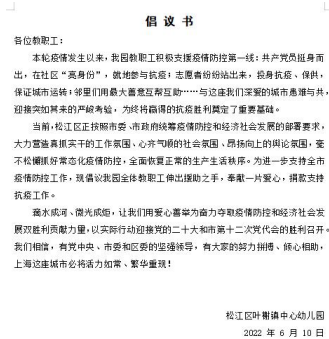 倡 议 书
各位教职工：
本轮疫情发生以来，我园教职工积极支援疫情防控第一线：共产党员挺身而
出，在社区“亮身份”，就地参与抗疫；志愿者纷纷站出来，投身抗疫、保供，
保证城市运转；邻里们用最大善意互帮互助……与这座我们深爱的城市患难与共，
迎接突如其来的严峻考验，为终将赢得的抗疫胜利奠定了重要基础。
当前，松江区正按照市委、市政府统筹疫情防控和经济社会发展的部署要求，
大力营造真抓实干的工作氛围、心齐气顺的社会氛围、昂扬向上的舆论氛围，毫
不松懈抓好常态化疫情防控，全面恢复正常的生产生活秩序。为进一步支持全市
疫情防控工作，现倡议我园全体教职工伸出援助之手，奉献一片爱心，捐款支持
抗疫工作。
滴水成河、微光成炬，让我们用爱心善举为奋力夺取疫情防控和经济社会发
展双胜利贡献力量，以实际行动迎接党的二十大和市第十二次党代会的胜利召开。
我们相信，有党中央、市委和区委的坚强领导，有大家的努力拼搏、倾心相助，
上海这座城市必将活力如常、繁华重现！
松江区叶榭镇中心幼儿园
2022 年 6 月 10 日